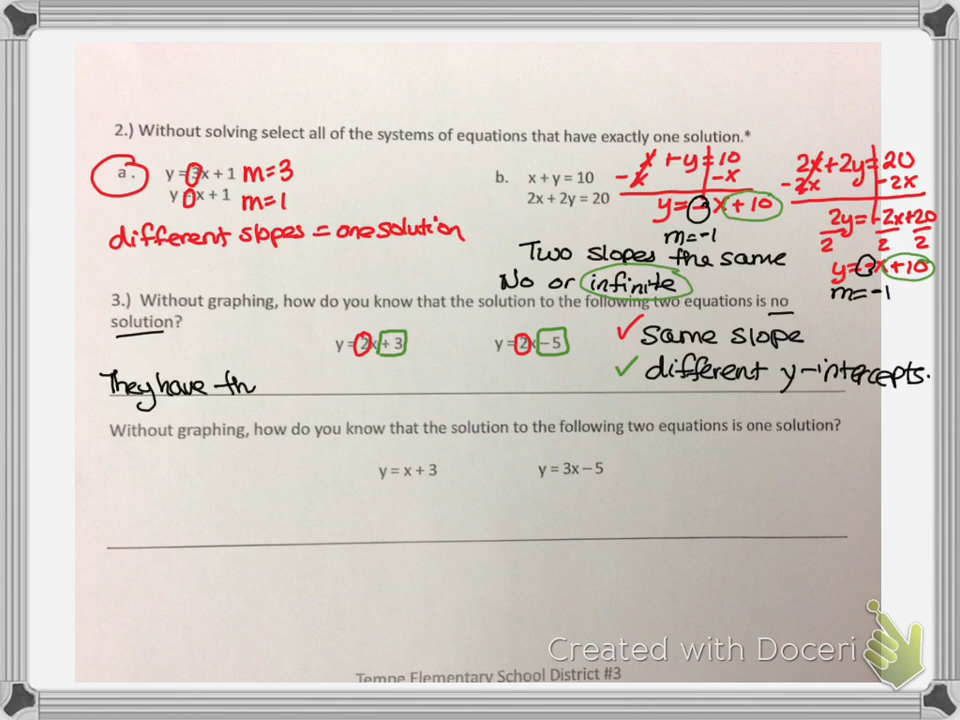 2.) Without solving select all of the systems of equations that have exactly one solution.*
a. y = 3x + 1 m=3
y = x + 1 m=1
different slopes = one solution
b. x + y = 10
2x + 2y = 20
x + y = 10
-x -x
y = -x + 10
m=-1
2x + 2y = 20
-2x -2x
2y = -2x + 20
2 2 2
y = -x + 10
m=-1
Two slopes the same
No or infinite
3.) Without graphing, how do you know that the solution to the following two equations is no
solution?
y = 2x + 3 y = 2x – 5
✓ same slope
✓ different y-intercepts.
They have th
Without graphing, how do you know that the solution to the following two equations is one solution?
y = x + 3 y = 3x – 5
Created with Doceri
Tempe Elementary School District #3